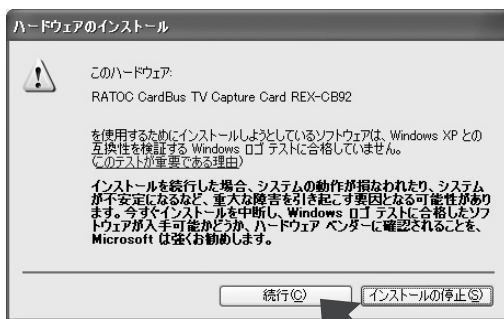 ハードウェアのインストール
このハードウェア:
RATOC CardBus TV Capture Card REX-CB92
を使用するためにインストールしようとしているソフトウェアは、Windows XP との
互換性を検証する Windows ロゴ テストに合格していません。
(このテストが重要である理由)
インストールを続行した場合、システムの動作が損なわれたり、システム
が不安定になるなど、重大な障害を引き起こす要因となる可能性があり
ます。今すぐインストールを中断し、Windows ロゴ テストに合格したソフ
トウェアが入手可能かどうか、ハードウェア ベンダーに確認されることを、
Microsoft は強くお勧めします。
続行(C)
インストールの停止(S)